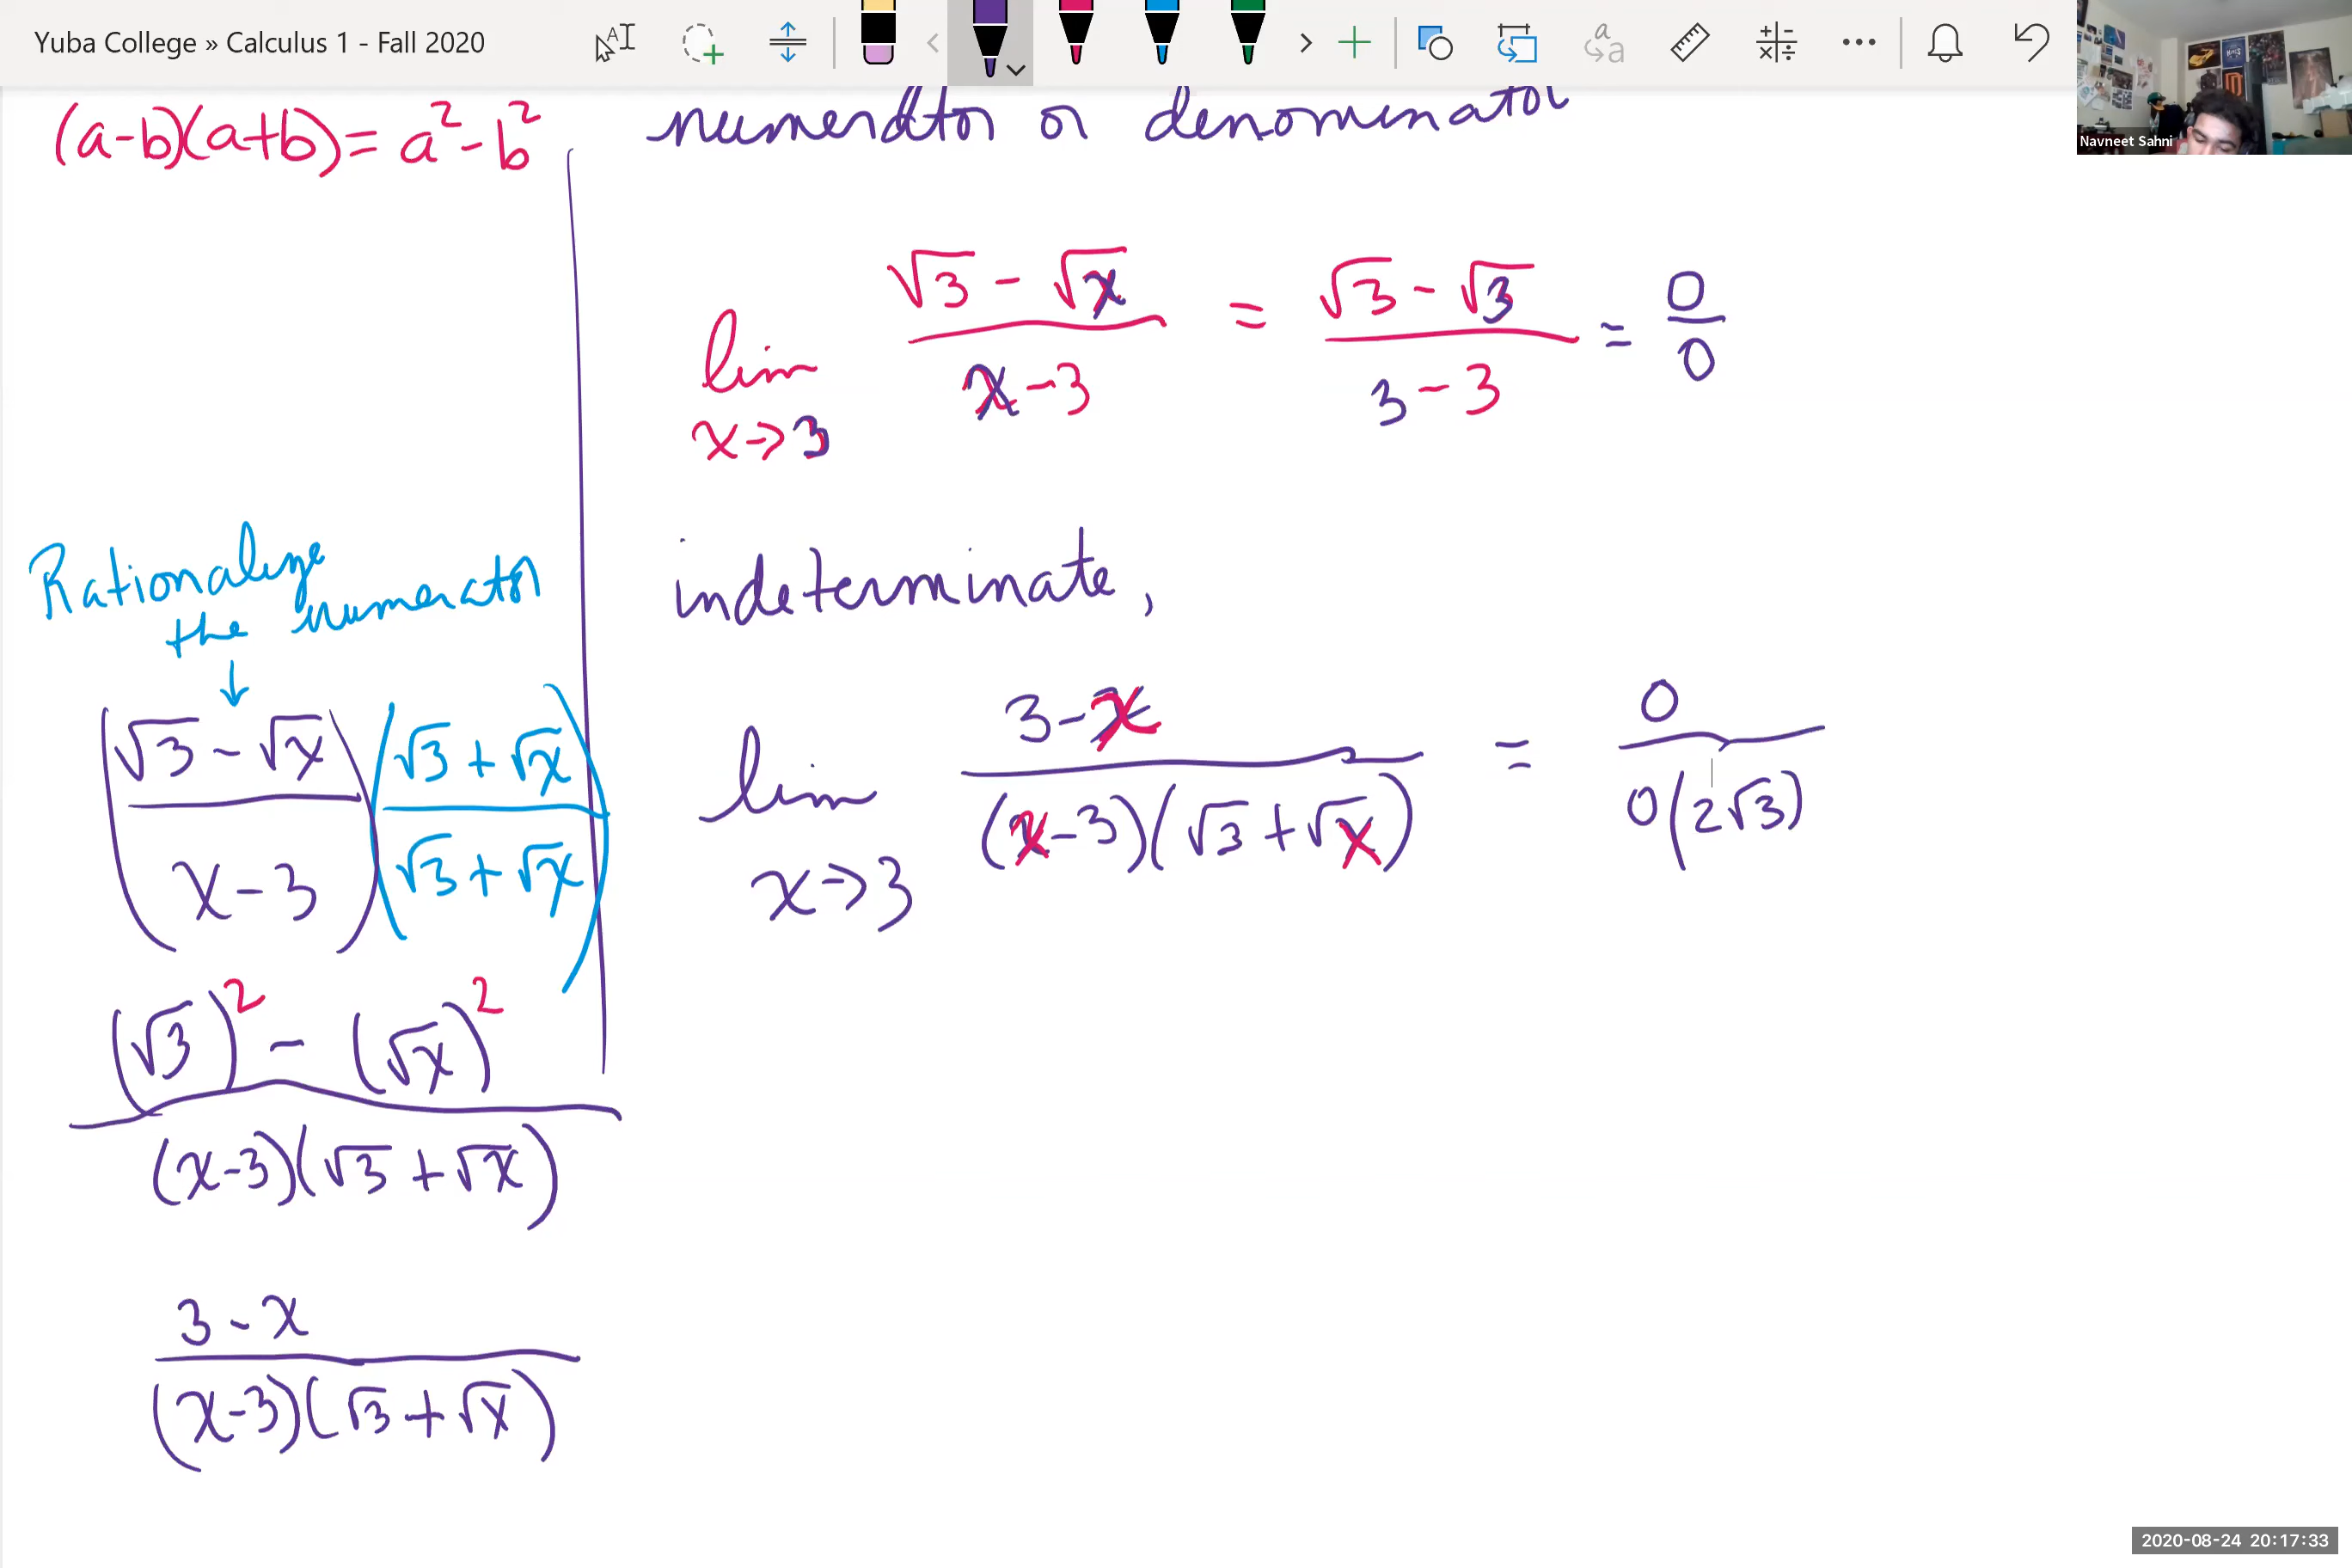 Yuba College » Calculus 1 - Fall 2020
Navneet Sahni
(a-b)(a+b) = a² - b²
numerator or denominator
lim x→3 (√3 - √x)/(x-3) = (√3 - √3)/(3-3) = 0/0
indeterminate,
Rationalize
the numerator
↓
((√3 - √x)/(x-3)) ((√3 + √x)/(√3 + √x))
((√3)² - (√x)²)/((x-3)(√3 + √x))
(3-x)/((x-3)(√3 + √x))
lim x→3 (3-x)/((x-3)(√3 + √x)) = 0/(0(2√3))
2020-08-24 20:17:33